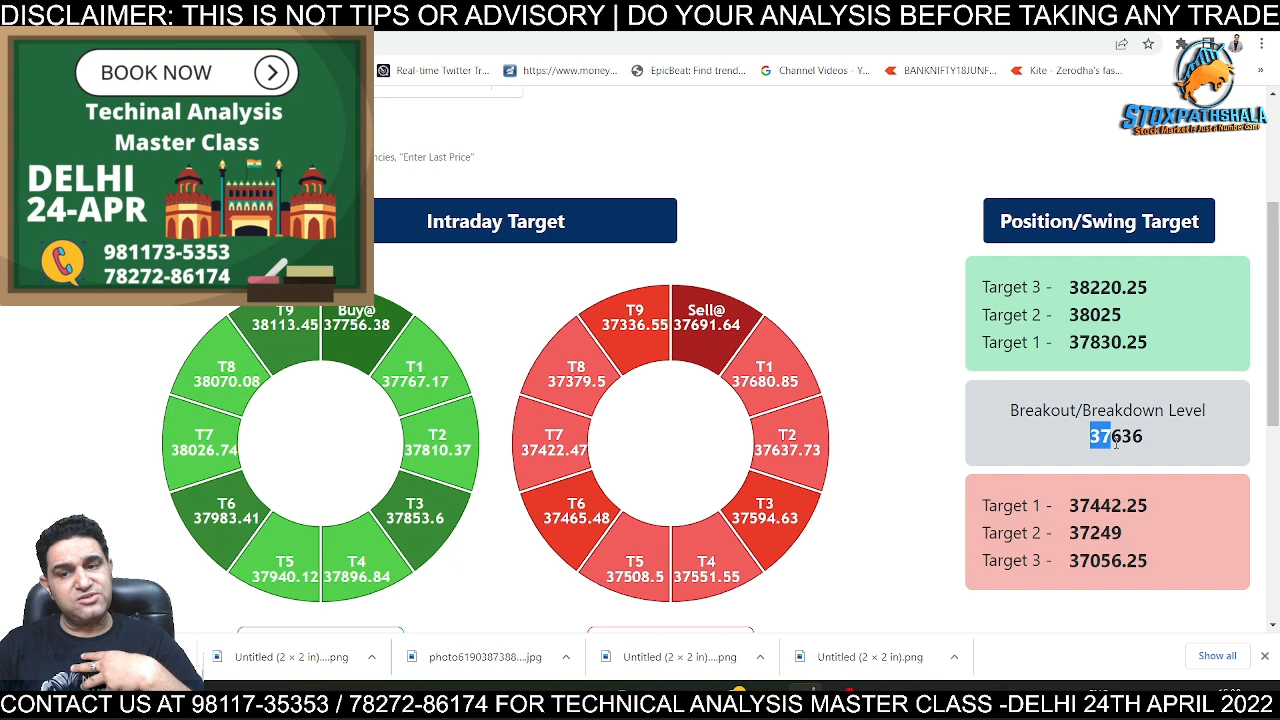 DISCLAIMER: THIS IS NOT TIPS OR ADVISORY | DO YOUR ANALYSIS BEFORE TAKING ANY TRADE
BOOK NOW
Techinal Analysis
Master Class
DELHI
24-APR
981173-5353
78272-86174
Real-time Twitter Tr...
https://www.money...
EpicBeat: Find trend...
Channel Videos - Y...
BANKNIFTY18JUNF...
Kite - Zerodha's fas...
»
STOXPATHSHALA
Stock Market is Just a Number Game
ncies, "Enter Last Price"
Intraday Target
Position/Swing Target
T9
38113.45
Buy@
37756.38
T1
37767.17
T2
37810.37
T3
37853.6
T4
37896.84
T5
37940.12
T6
37983.41
T7
38026.74
T8
38070.08
T9
37336.55
Sell@
37691.64
T1
37680.85
T2
37637.73
T3
37594.63
T4
37551.55
T5
37508.5
T6
37465.48
T7
37422.47
T8
37379.5
Target 3 - 38220.25
Target 2 - 38025
Target 1 - 37830.25
Breakout/Breakdown Level
37636
Target 1 - 37442.25
Target 2 - 37249
Target 3 - 37056.25
Untitled (2 × 2 in)....png
photo6190387388....jpg
Untitled (2 × 2 in)....png
Untitled (2 × 2 in).png
Show all
CONTACT US AT 98117-35353 / 78272-86174 FOR TECHNICAL ANALYSIS MASTER CLASS -DELHI 24TH APRIL 2022